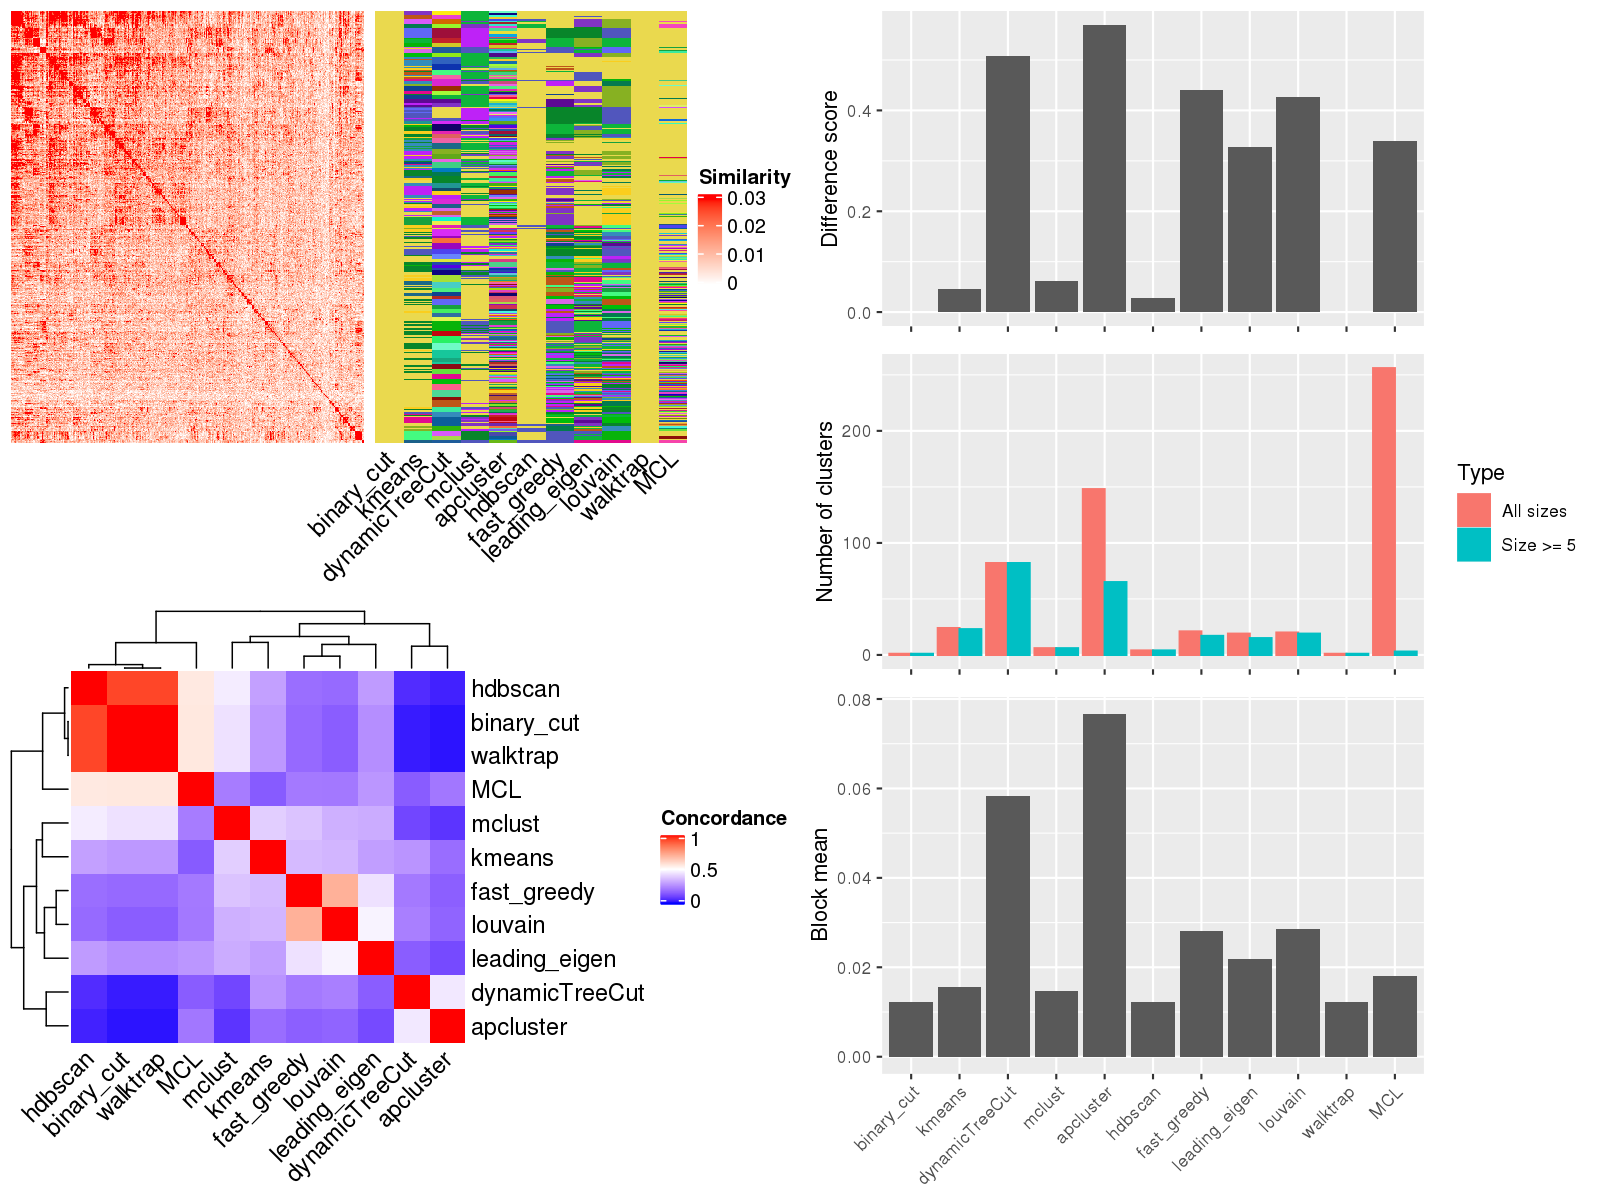 Similarity
0.03
0.02
0.01
0
binary_cut
kmeans
dynamicTreeCut
mclust
apcluster
hdbscan
fast_greedy
leading_eigen
louvain
walktrap
MCL
hdbscan
binary_cut
walktrap
MCL
mclust
kmeans
fast_greedy
louvain
leading_eigen
dynamicTreeCut
apcluster
Concordance
1
0.5
0
hdbscan
binary_cut
walktrap
MCL
mclust
kmeans
fast_greedy
louvain
leading_eigen
dynamicTreeCut
apcluster
Difference score
0.4
0.2
0.0
Number of clusters
200
100
0
Type
All sizes
Size >= 5
Block mean
0.08
0.06
0.04
0.02
0.00
binary_cut
kmeans
dynamicTreeCut
mclust
apcluster
hdbscan
fast_greedy
leading_eigen
louvain
walktrap
MCL